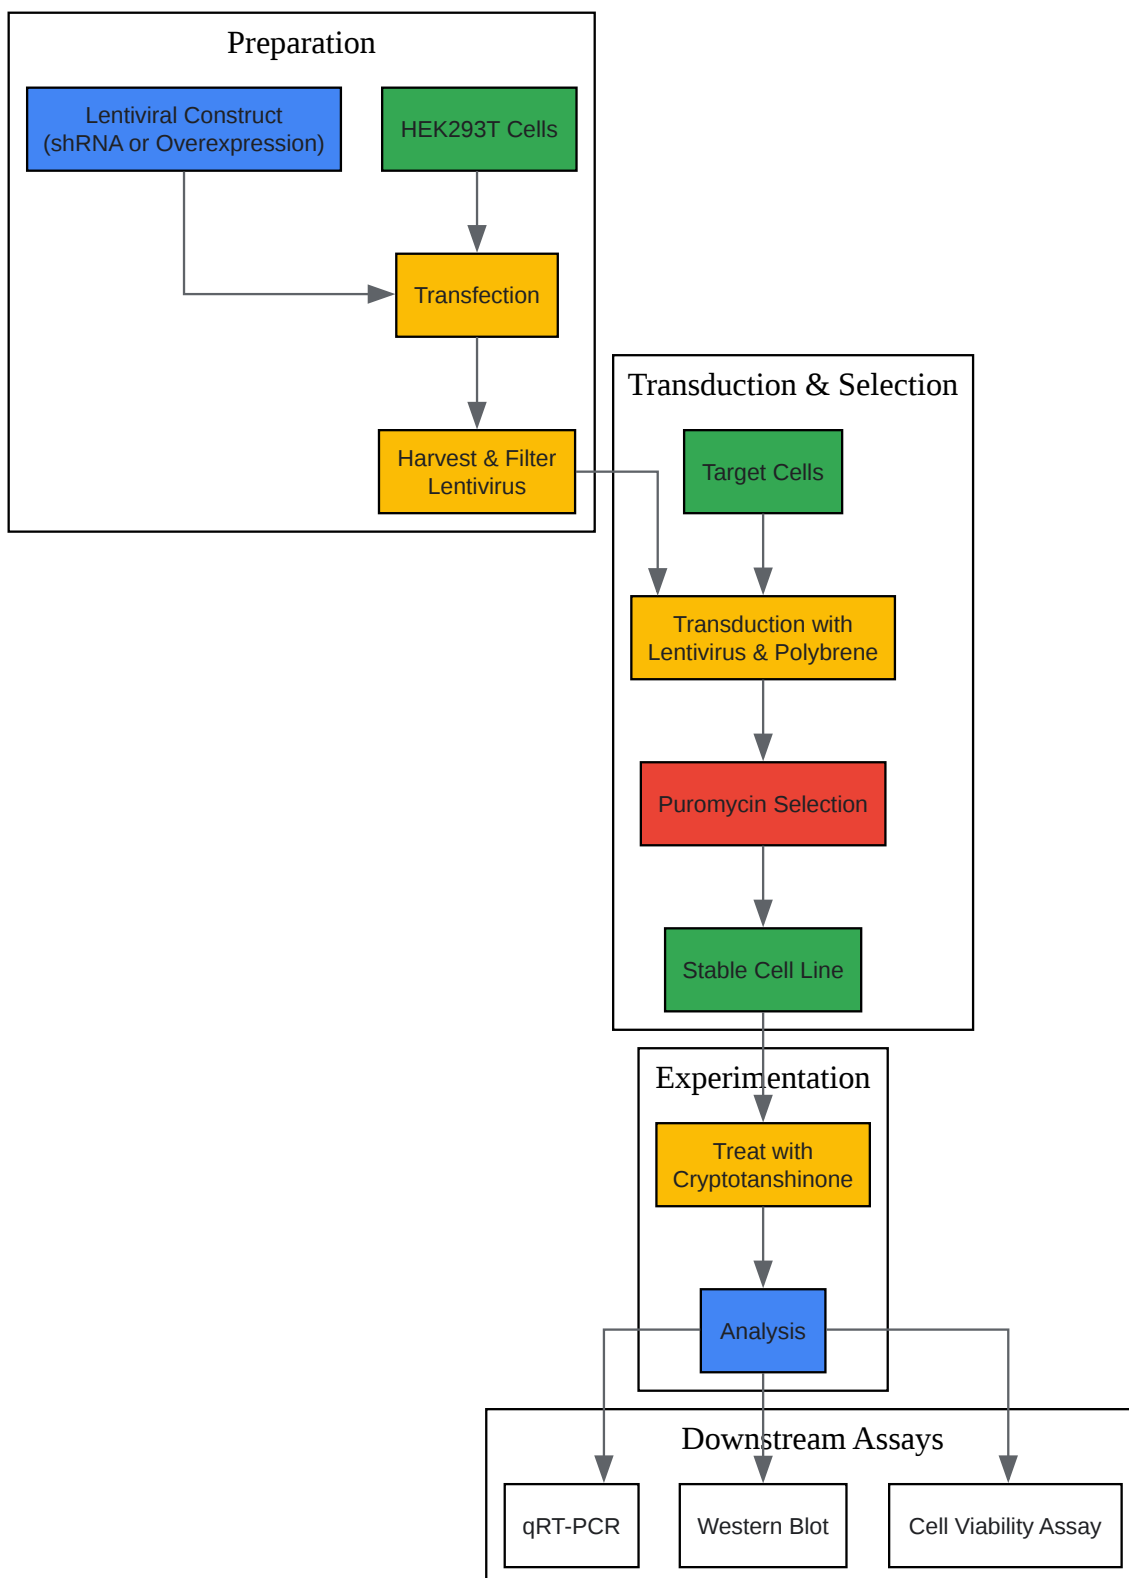 Preparation
Lentiviral Construct
(shRNA or Overexpression)
HEK293T Cells
Transfection
Harvest & Filter
Lentivirus
Transduction & Selection
Target Cells
Transduction with
Lentivirus & Polybrene
Puromycin Selection
Stable Cell Line
Experimentation
Treat with
Cryptotanshinone
Analysis
Downstream Assays
qRT-PCR
Western Blot
Cell Viability Assay